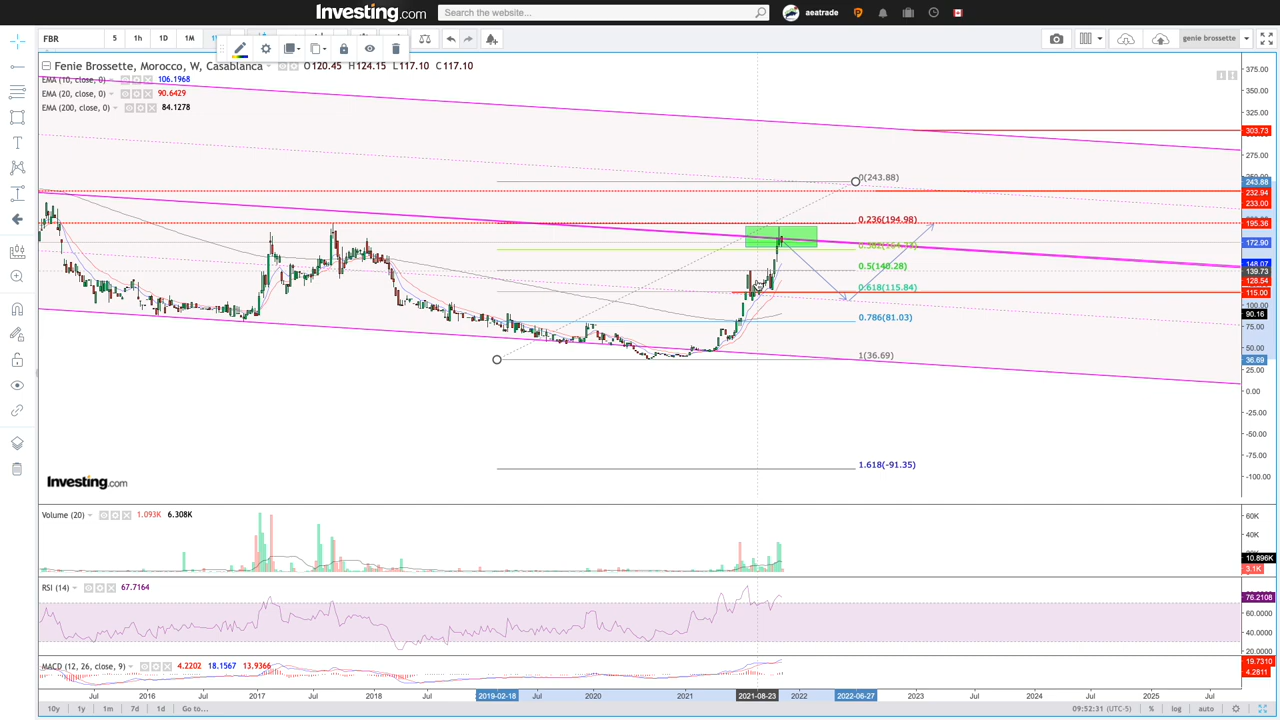 Investing.com
Search the website...
aeatrade
FBR 5 1h 1D 1M
genie brossette
Fenie Brossette, Morocco, W, Casablanca O120.45 H124.15 L117.10 C117.10
EMA (10, close, 0) 106.1968
EMA (20, close, 0) 90.6429
EMA (200, close, 0) 84.1278
375.00
350.00
325.00
303.73
275.00
243.88
232.94
233.00
195.36
172.90
148.07
139.73
128.54
115.00
100.00
90.16
75.00
50.00
36.69
25.00
0.00
-25.00
-50.00
-75.00
-100.00
0(243.88)
0.236(194.98)
0.5(140.28)
0.618(115.84)
0.786(81.03)
1(36.69)
1.618(-91.35)
Investing.com
Volume (20) 1.093K 6.308K
60K
40K
10.896K
3.1K
RSI (14) 67.7164
76.2108
60.0000
40.0000
20.0000
MACD (12, 26, close, 9) 4.2202 18.1567 13.9366
19.7310
4.2811
Jul 2016 Jul 2017 Jul 2018 Jul 2019-02-18 Jul 2020 2021 2021-08-23 2022 2022-06-27 2023 Jul 2024 Jul 2025 Jul
10y 1y 1m 7d 1d Go to... 09:52:31 (UTC-5) % log auto